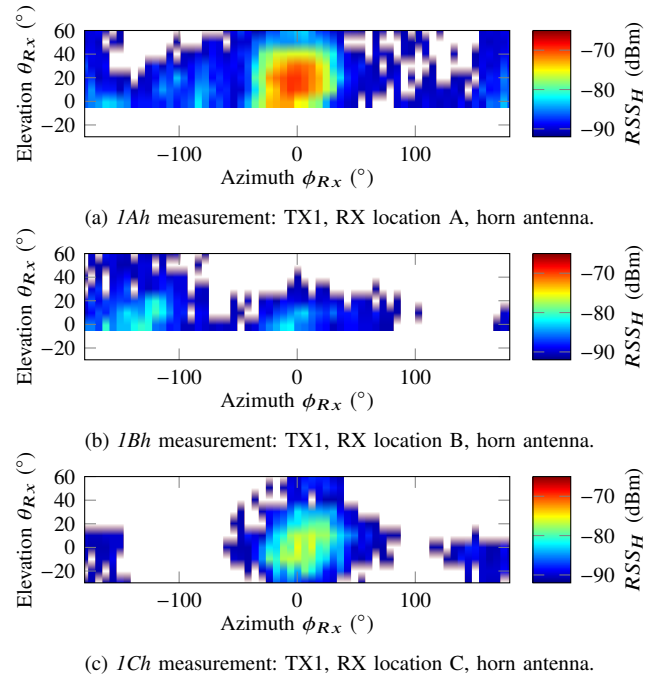 60
40
20
0
−20
−100
0
100
Elevation θRx (°)
Azimuth ϕRx (°)
−70
−80
−90
RSSH (dBm)
(a) 1Ah measurement: TX1, RX location A, horn antenna.
60
40
20
0
−20
−100
0
100
Elevation θRx (°)
Azimuth ϕRx (°)
−70
−80
−90
RSSH (dBm)
(b) 1Bh measurement: TX1, RX location B, horn antenna.
60
40
20
0
−20
−100
0
100
Elevation θRx (°)
Azimuth ϕRx (°)
−70
−80
−90
RSSH (dBm)
(c) 1Ch measurement: TX1, RX location C, horn antenna.